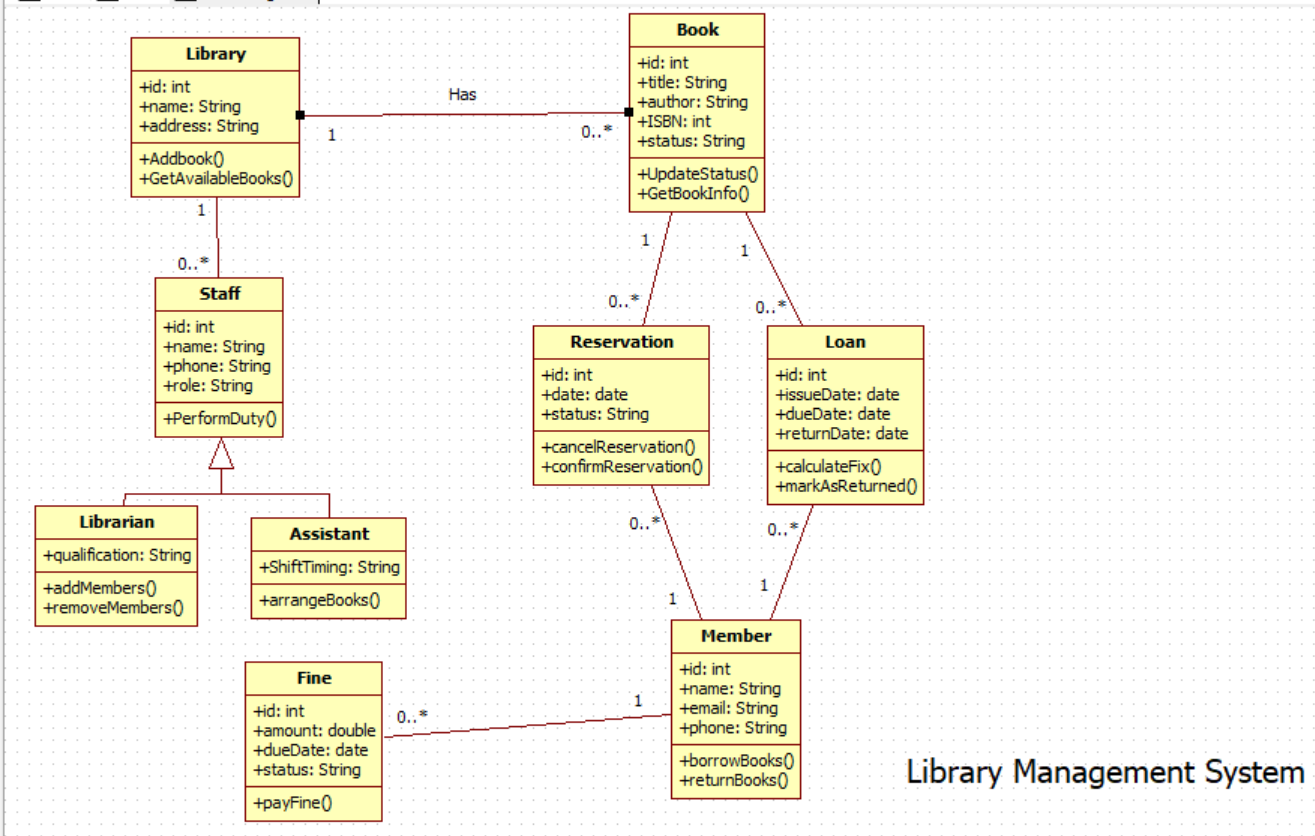 Library
+id: int
+name: String
+address: String
+Addbook()
+GetAvailableBooks()
Has
1
0..*
Book
+id: int
+title: String
+author: String
+ISBN: int
+status: String
+UpdateStatus()
+GetBookInfo()
1
0..*
Staff
+id: int
+name: String
+phone: String
+role: String
+PerformDuty()
1
0..*
1
0..*
Reservation
+id: int
+date: date
+status: String
+cancelReservation()
+confirmReservation()
Loan
+id: int
+issueDate: date
+dueDate: date
+returnDate: date
+calculateFix()
+markAsReturned()
Librarian
+qualification: String
+addMembers()
+removeMembers()
Assistant
+ShiftTiming: String
+arrangeBooks()
0..*
1
0..*
1
Member
+id: int
+name: String
+email: String
+phone: String
+borrowBooks()
+returnBooks()
Fine
+id: int
+amount: double
+dueDate: date
+status: String
+payFine()
0..*
1
Library Management System